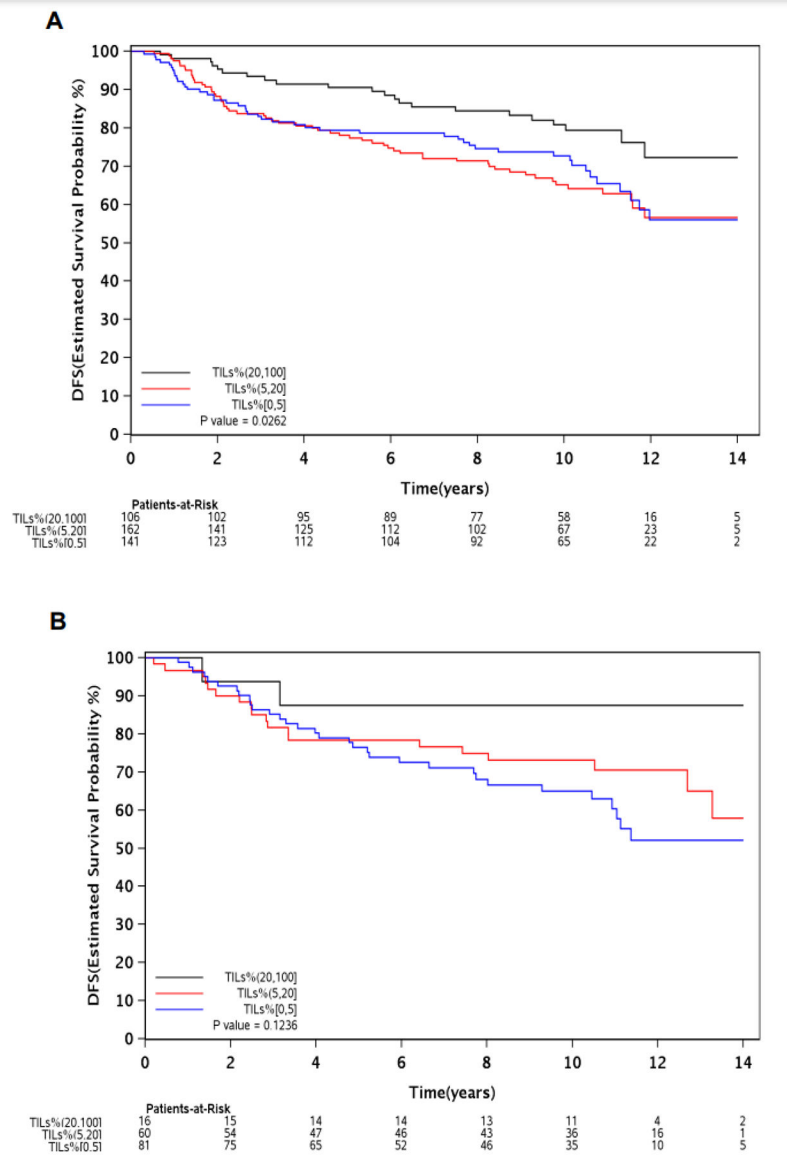 A
DFS(Estimated Survival Probability %)
100
90
80
70
60
50
40
30
20
10
0
TILs%(20,100]
TILs%(5,20]
TILs%[0,5]
P value = 0.0262
0 2 4 6 8 10 12 14
Time(years)
Patients-at-Risk
TILs%(20,100] 106 102 95 89 77 58 16 5
TILs%(5,20] 162 141 125 112 102 67 23 5
TILs%[0,5] 141 123 112 104 92 65 22 2
B
DFS(Estimated Survival Probability %)
100
90
80
70
60
50
40
30
20
10
0
TILs%(20,100]
TILs%(5,20]
TILs%[0,5]
P value = 0.1236
0 2 4 6 8 10 12 14
Time(years)
Patients-at-Risk
TILs%(20,100] 16 15 14 14 13 11 4 2
TILs%(5,20] 60 54 47 46 43 36 16 1
TILs%[0,5] 81 75 65 52 46 35 10 5